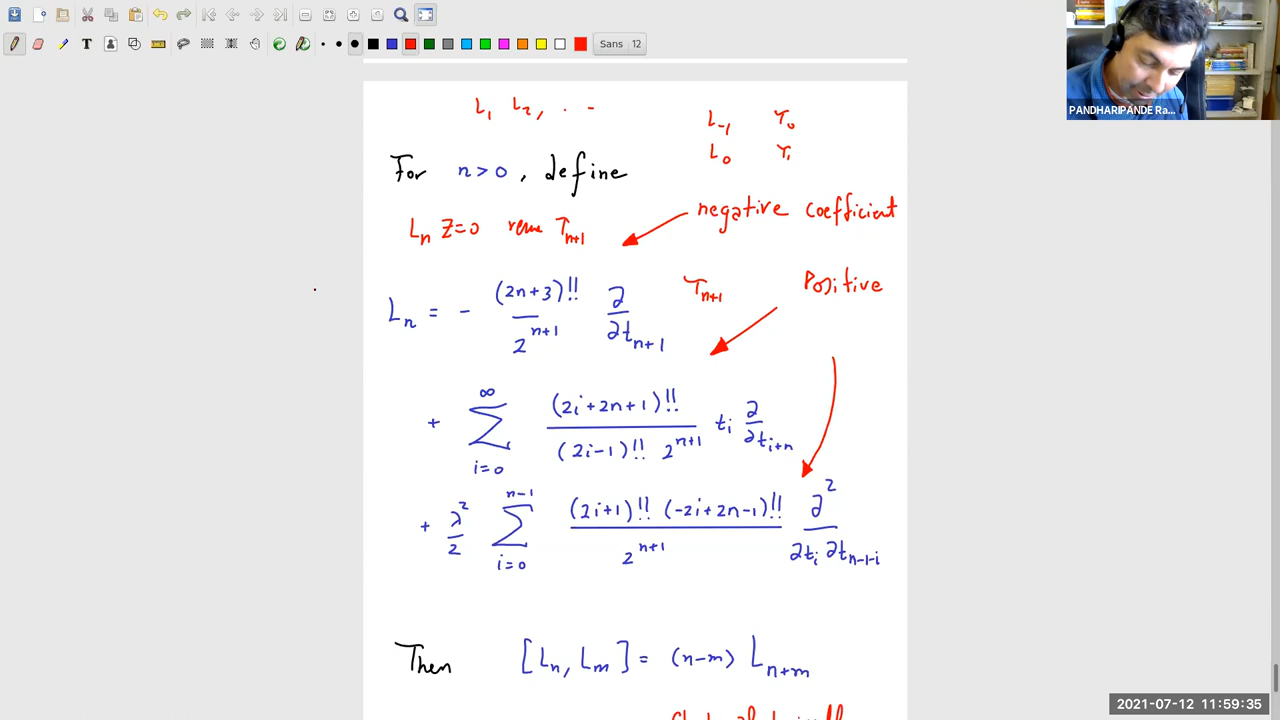 Sans 12
PANDHARIPANDE Ra...
L₁ L₂, . --
L₋₁ τ₀
L₀ τ₁
For n > 0, define
negative coefficient
Lₙ Z=0 Tₙ₊₁
τₙ₊₁ Positive
Lₙ = - (2n+3)!! / 2ⁿ⁺¹ ∂/∂tₙ₊₁
+ ∑_{i=0}^{∞} (2i+2n+1)!! / (2i-1)!! 2ⁿ⁺¹ tᵢ ∂/∂tᵢ₊ₙ
+ λ²/2 ∑_{i=0}^{n-1} (2i+1)!! (-2i+2n-1)!! / 2ⁿ⁺¹ ∂²/∂tᵢ ∂tₙ₋₁₋ᵢ
Then [Lₙ, Lₘ] = (n-m) Lₙ₊ₘ
2021-07-12 11:59:35